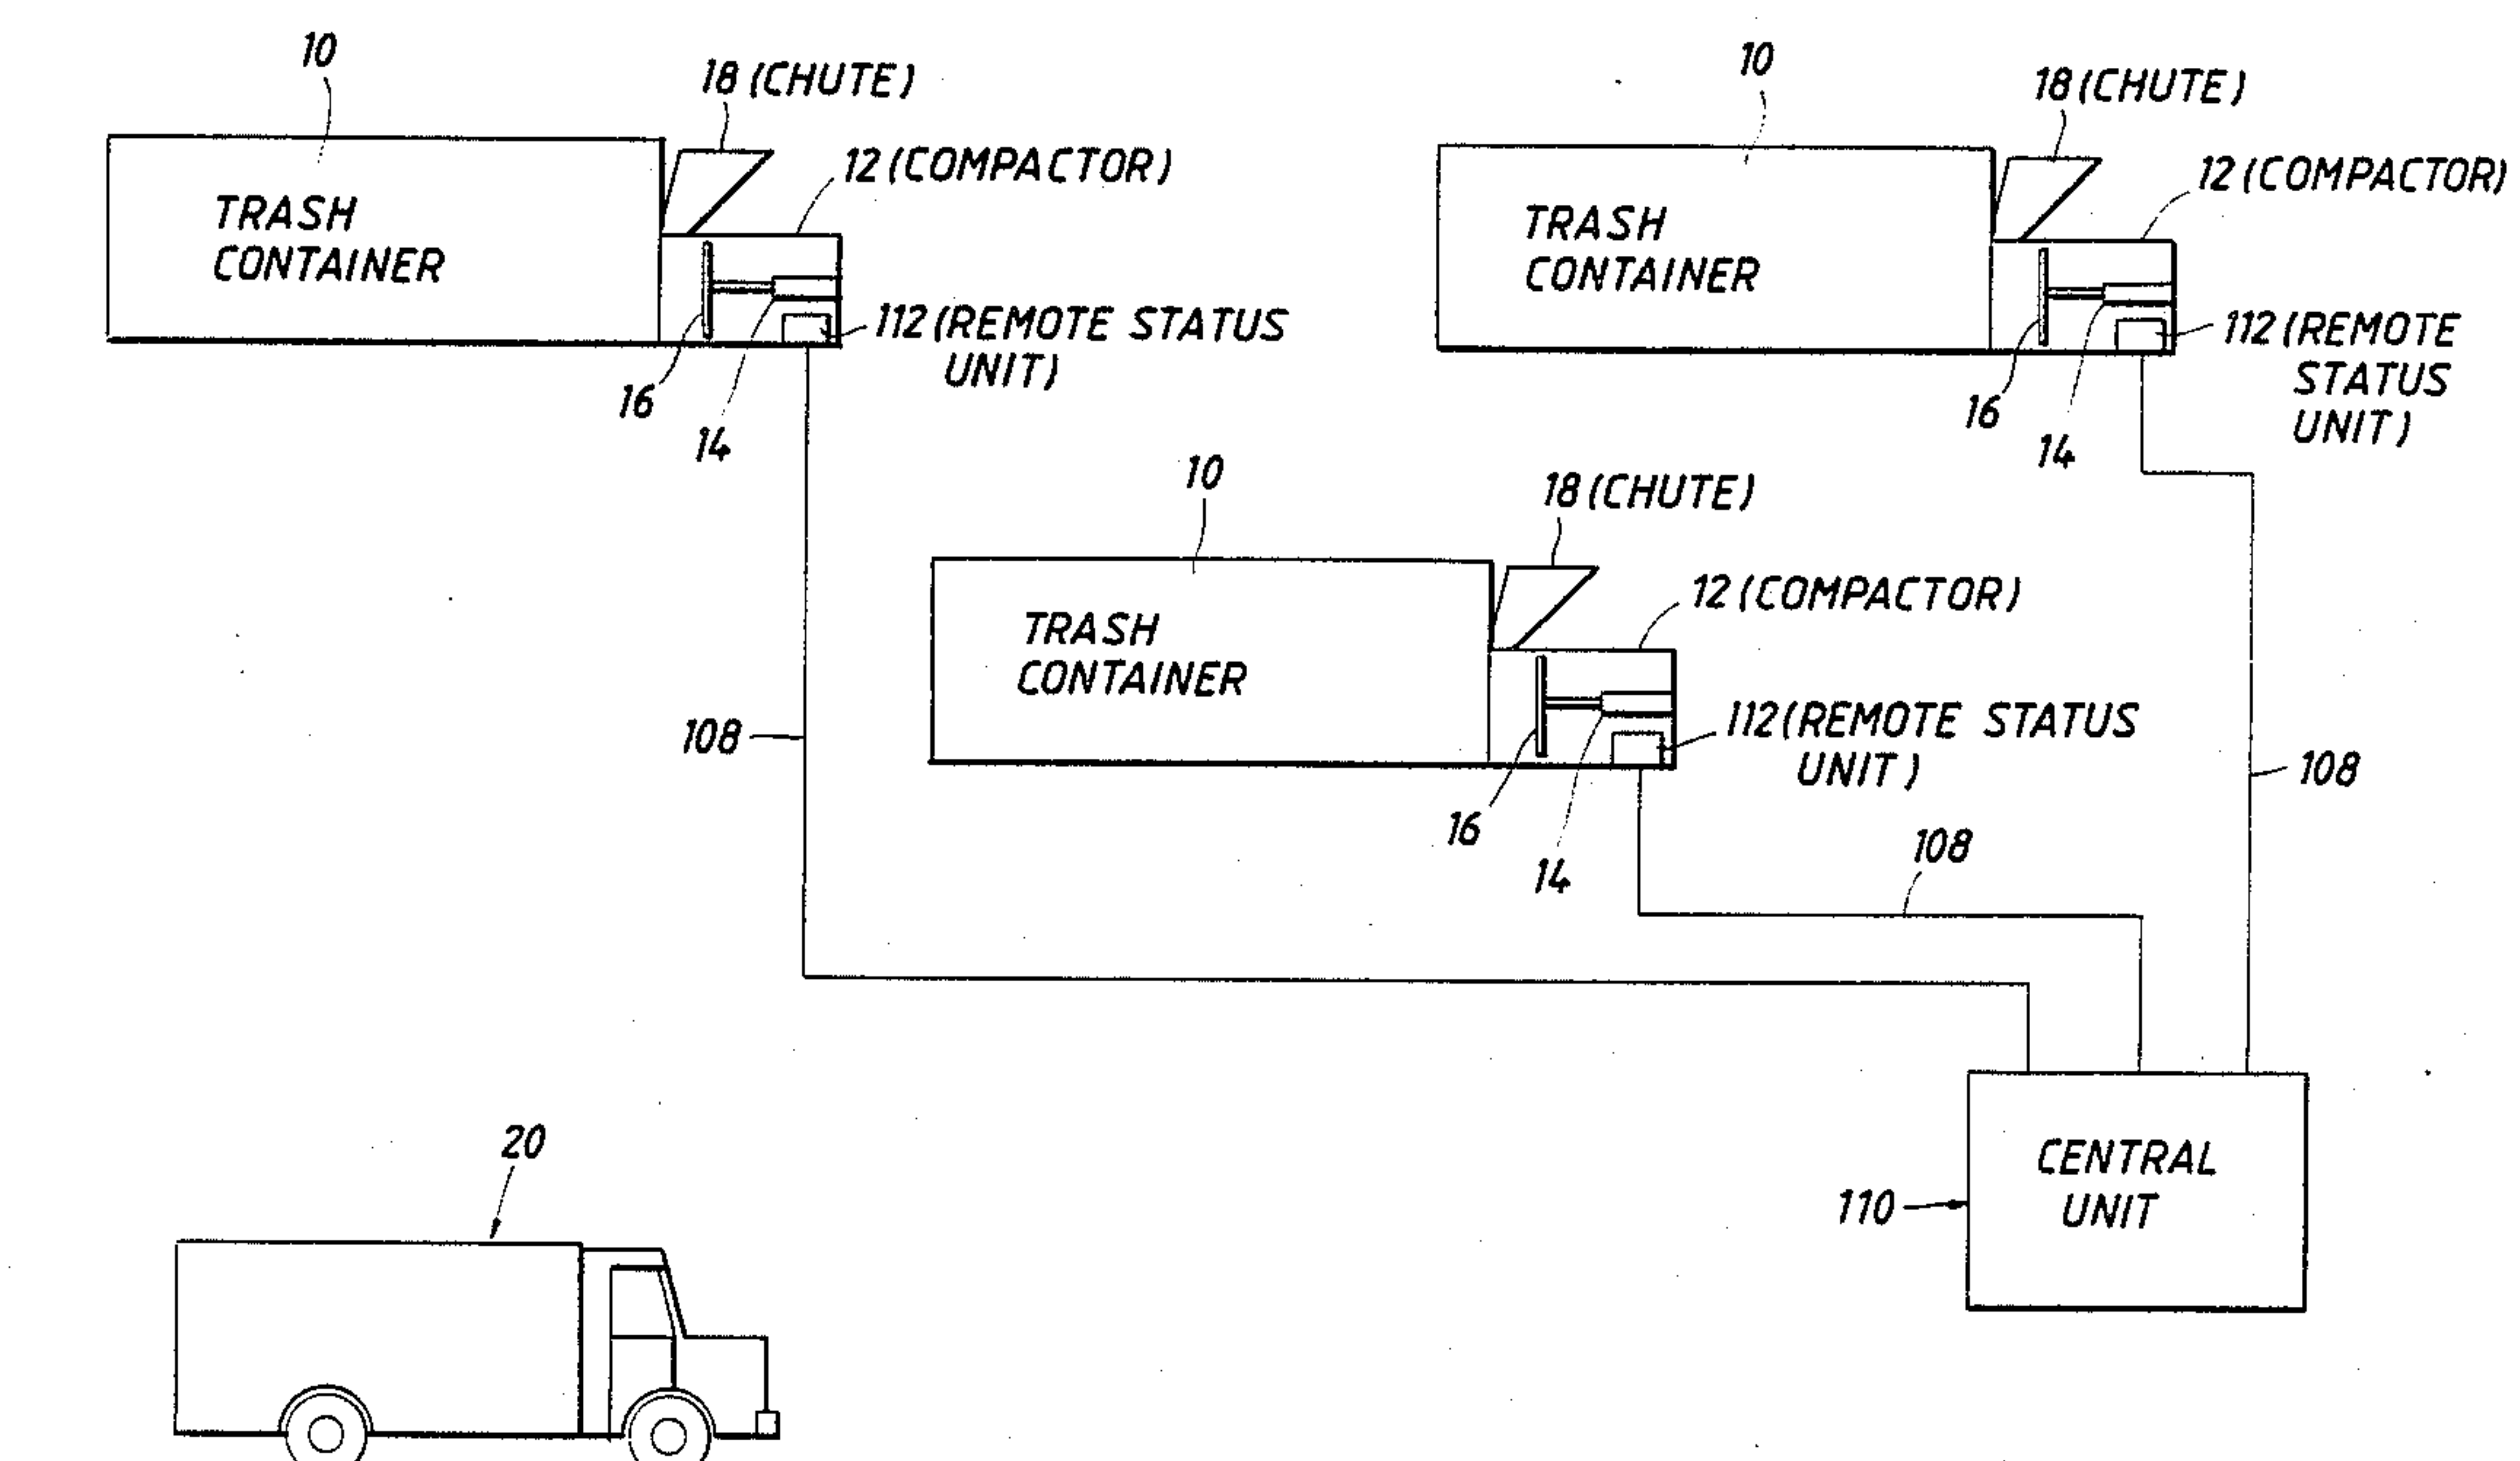 10
18 (CHUTE)
12 (COMPACTOR)
TRASH
CONTAINER
112 (REMOTE STATUS
UNIT)
16
14
10
18 (CHUTE)
12 (COMPACTOR)
TRASH
CONTAINER
112 (REMOTE
STATUS
UNIT)
16
14
10
18 (CHUTE)
12 (COMPACTOR)
TRASH
CONTAINER
112 (REMOTE STATUS
UNIT)
16
14
108
108
108
20
110
CENTRAL
UNIT